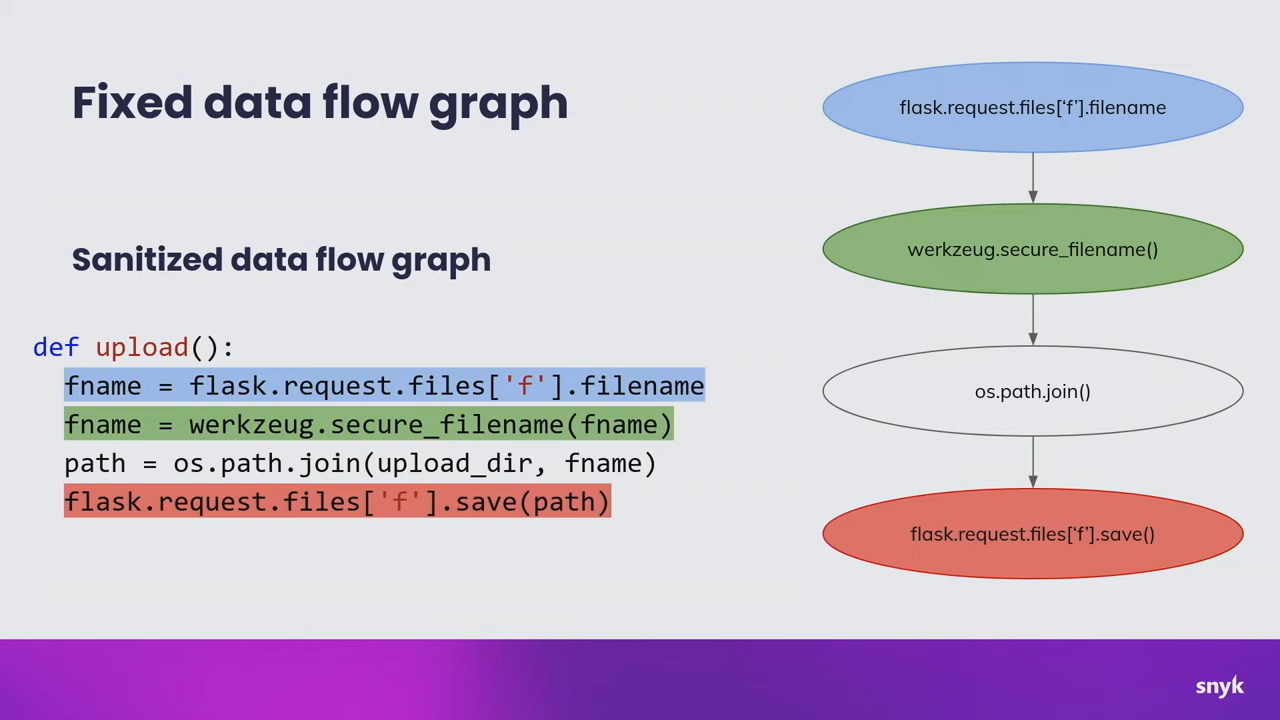 Fixed data flow graph
Sanitized data flow graph
def upload():
fname = flask.request.files['f'].filename
fname = werkzeug.secure_filename(fname)
path = os.path.join(upload_dir, fname)
flask.request.files['f'].save(path)
flask.request.files[‘f’].filename
werkzeug.secure_filename()
os.path.join()
flask.request.files[‘f’].save()
snyk